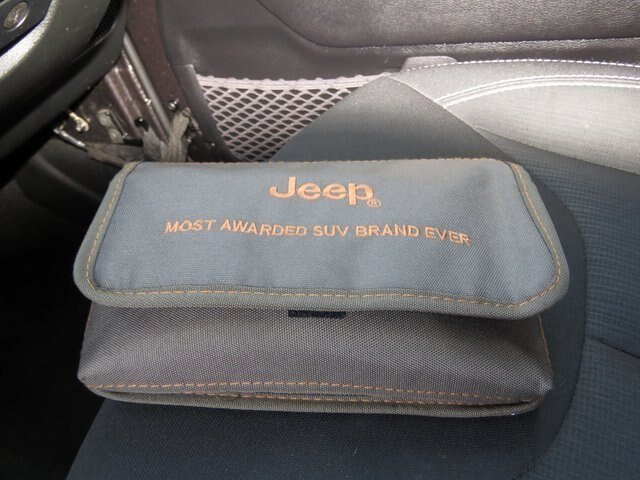 Jeep®
MOST AWARDED SUV BRAND EVER